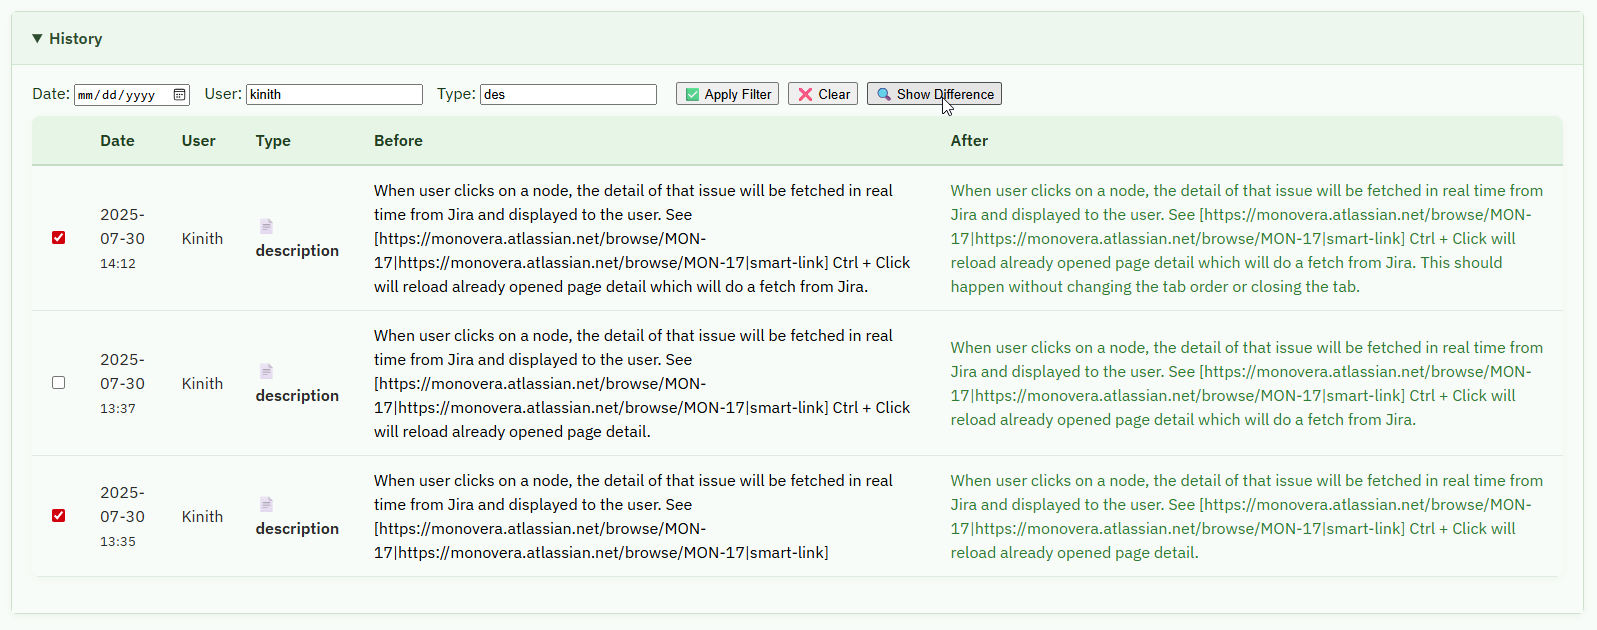 ▼ History
Date: mm/dd/yyyy User: kinith Type: des ✅ Apply Filter ❌ Clear 🔍 Show Difference
Date User Type Before After
2025-
07-30
14:12
Kinith
description
When user clicks on a node, the detail of that issue will be fetched in real
time from Jira and displayed to the user. See
[https://monovera.atlassian.net/browse/MON-
17|https://monovera.atlassian.net/browse/MON-17|smart-link] Ctrl + Click
will reload already opened page detail which will do a fetch from Jira.
When user clicks on a node, the detail of that issue will be fetched in real time from
Jira and displayed to the user. See [https://monovera.atlassian.net/browse/MON-
17|https://monovera.atlassian.net/browse/MON-17|smart-link] Ctrl + Click will
reload already opened page detail which will do a fetch from Jira. This should
happen without changing the tab order or closing the tab.
2025-
07-30
13:37
Kinith
description
When user clicks on a node, the detail of that issue will be fetched in real
time from Jira and displayed to the user. See
[https://monovera.atlassian.net/browse/MON-
17|https://monovera.atlassian.net/browse/MON-17|smart-link] Ctrl + Click
will reload already opened page detail.
When user clicks on a node, the detail of that issue will be fetched in real time from
Jira and displayed to the user. See [https://monovera.atlassian.net/browse/MON-
17|https://monovera.atlassian.net/browse/MON-17|smart-link] Ctrl + Click will
reload already opened page detail which will do a fetch from Jira.
2025-
07-30
13:35
Kinith
description
When user clicks on a node, the detail of that issue will be fetched in real
time from Jira and displayed to the user. See
[https://monovera.atlassian.net/browse/MON-
17|https://monovera.atlassian.net/browse/MON-17|smart-link]
When user clicks on a node, the detail of that issue will be fetched in real time from
Jira and displayed to the user. See [https://monovera.atlassian.net/browse/MON-
17|https://monovera.atlassian.net/browse/MON-17|smart-link] Ctrl + Click will
reload already opened page detail.